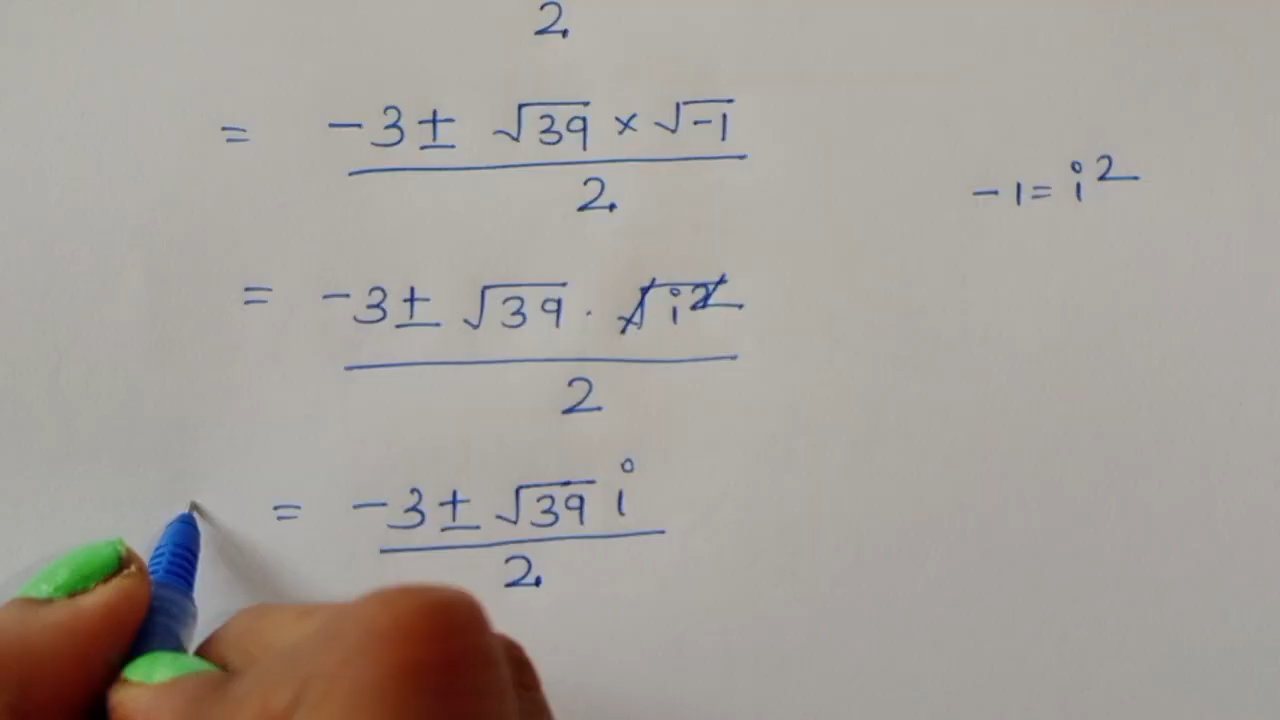 2
= -3 ± √39 × √-1
2
-1 = i²
= -3 ± √39 . √i²
2
= -3 ± √39 i
2